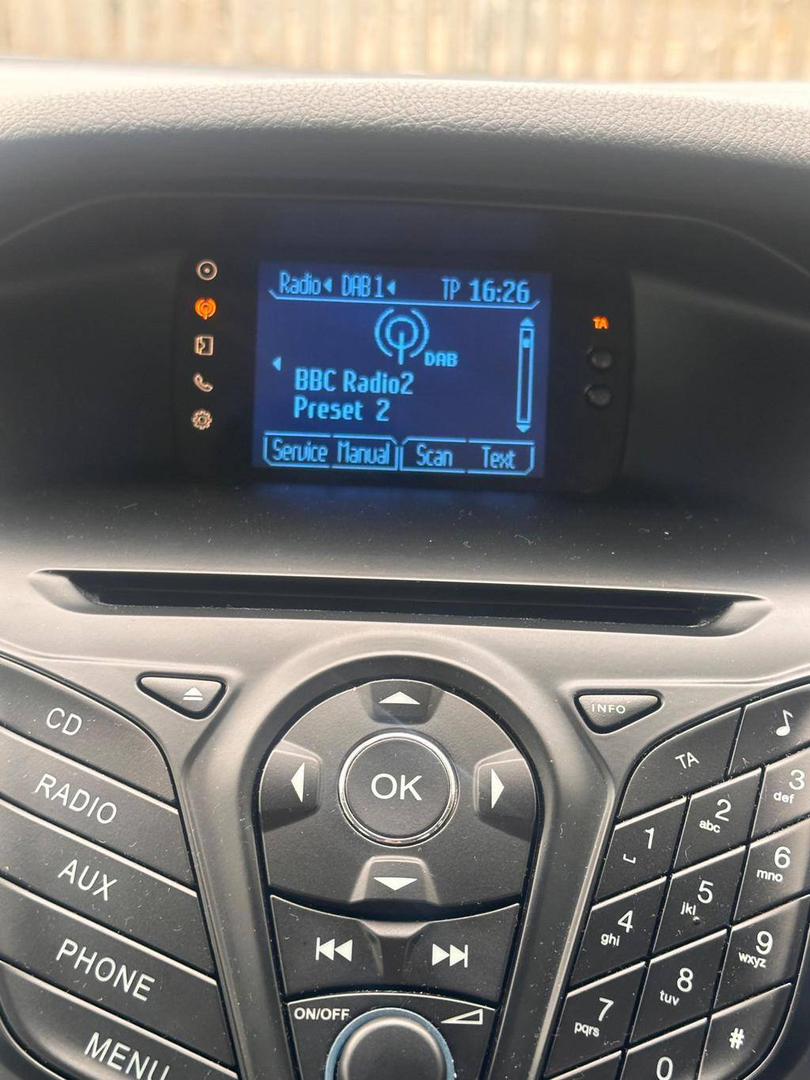 Radio DAB1 TP 16:26
DAB
BBC Radio2
Preset 2
Service Manual Scan Text
TA
CD
RADIO
AUX
PHONE
MENU
OK
ON/OFF
INFO
TA
1
2 abc
3 def
4 ghi
5 jkl
6 mno
7 pqrs
8 tuv
9 wxyz
0
#